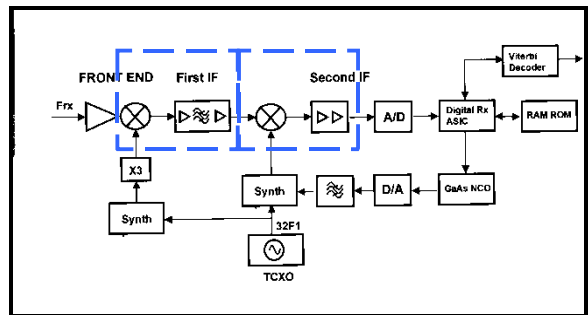 Viterbi
Decoder
FRONT END
First IF
Second IF
Frx
A/D
Digital Rx
ASIC
RAM ROM
X3
Synth
D/A
GaAs NCO
Synth
32F1
TCXO